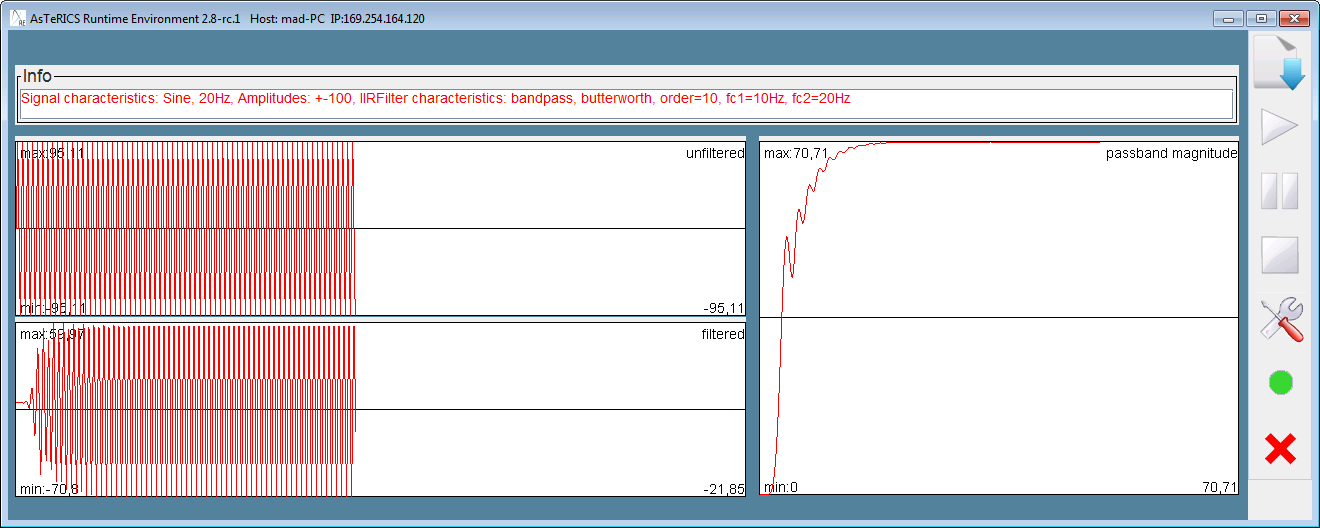 AsTeRICS Runtime Environment 2.8-rc.1 Host: mad-PC IP:169.254.164.120
Info
Signal characteristics: Sine, 20Hz, Amplitudes: +-100, IIRFilter characteristics: bandpass, butterworth, order=10, fc1=10Hz, fc2=20Hz
max:95,11
unfiltered
min:-95,11
-95,11
max:59,97
filtered
min:-70,8
-21,85
max:70,71
passband magnitude
min:0
70,71